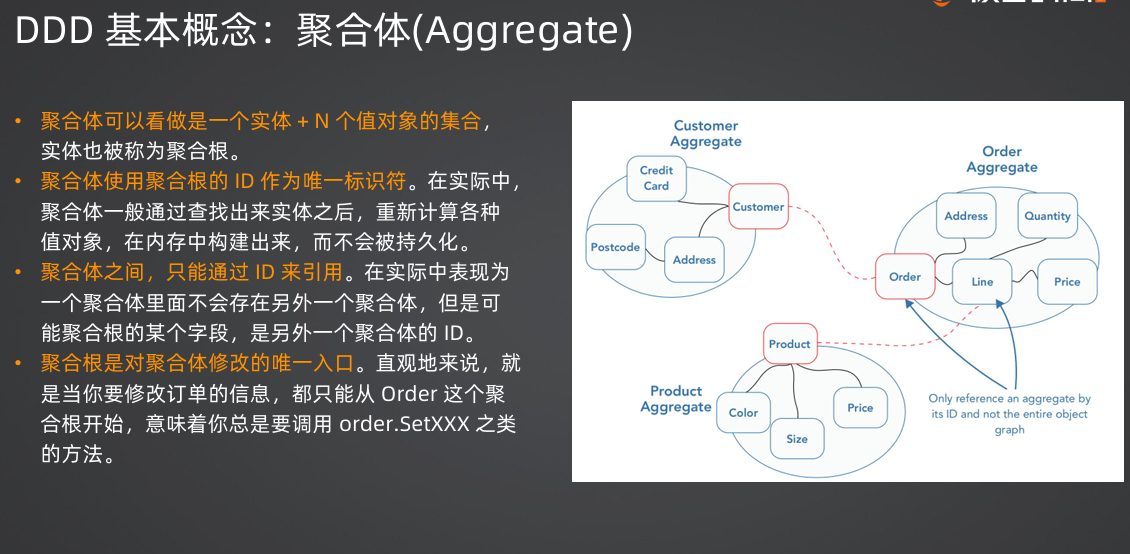 DDD 基本概念：聚合体(Aggregate)
• 聚合体可以看做是一个实体 + N 个值对象的集合，
实体也被称为聚合根。
• 聚合体使用聚合根的 ID 作为唯一标识符。在实际中，
聚合体一般通过查找出来实体之后，重新计算各种
值对象，在内存中构建出来，而不会被持久化。
• 聚合体之间，只能通过 ID 来引用。在实际中表现为
一个聚合体里面不会存在另外一个聚合体，但是可
能聚合根的某个字段，是另外一个聚合体的 ID。
• 聚合根是对聚合体修改的唯一入口。直观地来说，就
是当你要修改订单的信息，都只能从 Order 这个聚
合根开始，意味着你总是要调用 order.SetXXX 之类
的方法。
Customer
Aggregate
Credit
Card
Customer
Postcode
Address
Order
Aggregate
Address
Quantity
Order
Line
Price
Product
Product
Aggregate
Color
Size
Price
Only reference an aggregate by
its ID and not the entire object
graph